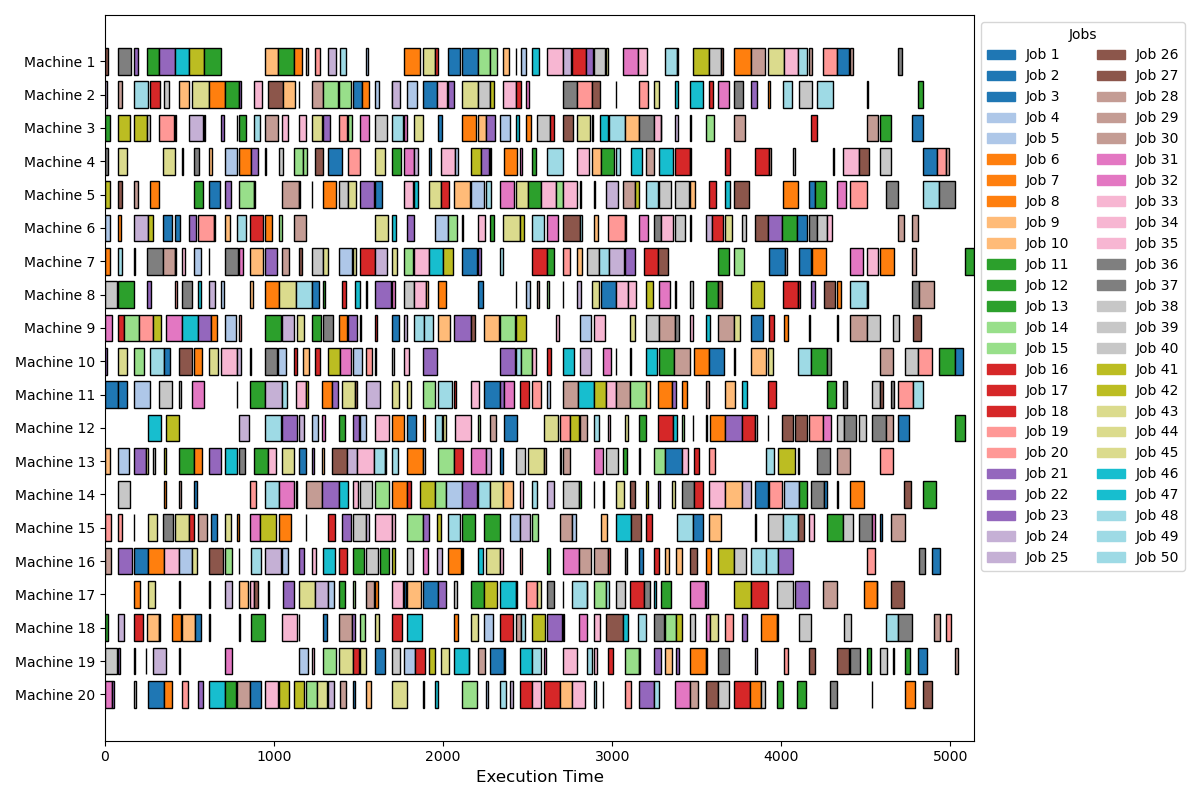 Machine 1
Machine 2
Machine 3
Machine 4
Machine 5
Machine 6
Machine 7
Machine 8
Machine 9
Machine 10
Machine 11
Machine 12
Machine 13
Machine 14
Machine 15
Machine 16
Machine 17
Machine 18
Machine 19
Machine 20
0 1000 2000 3000 4000 5000
Execution Time
Jobs
Job 1
Job 2
Job 3
Job 4
Job 5
Job 6
Job 7
Job 8
Job 9
Job 10
Job 11
Job 12
Job 13
Job 14
Job 15
Job 16
Job 17
Job 18
Job 19
Job 20
Job 21
Job 22
Job 23
Job 24
Job 25
Job 26
Job 27
Job 28
Job 29
Job 30
Job 31
Job 32
Job 33
Job 34
Job 35
Job 36
Job 37
Job 38
Job 39
Job 40
Job 41
Job 42
Job 43
Job 44
Job 45
Job 46
Job 47
Job 48
Job 49
Job 50